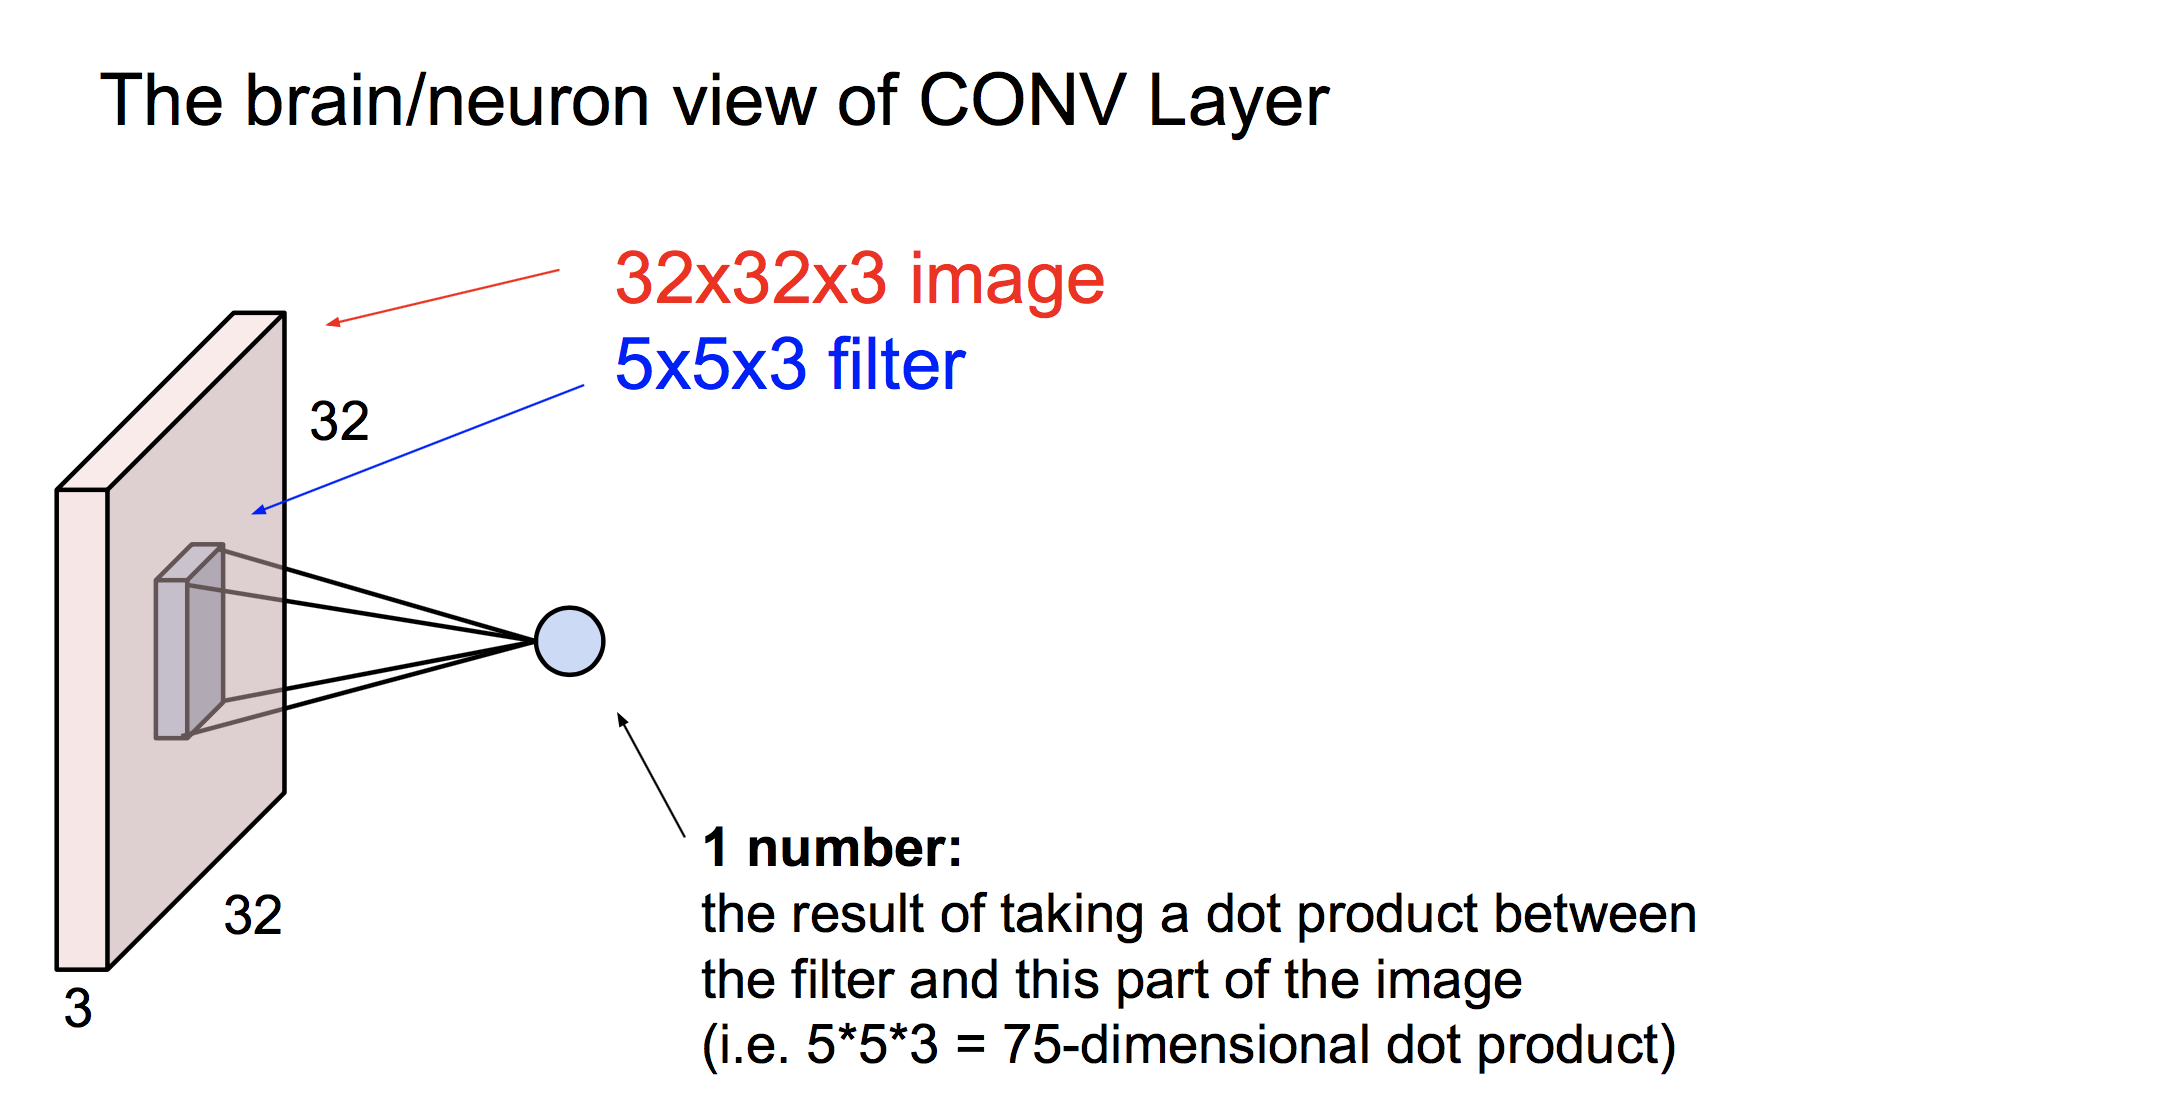 The brain/neuron view of CONV Layer
32x32x3 image
5x5x3 filter
32
32
3
1 number:
the result of taking a dot product between
the filter and this part of the image
(i.e. 5*5*3 = 75-dimensional dot product)